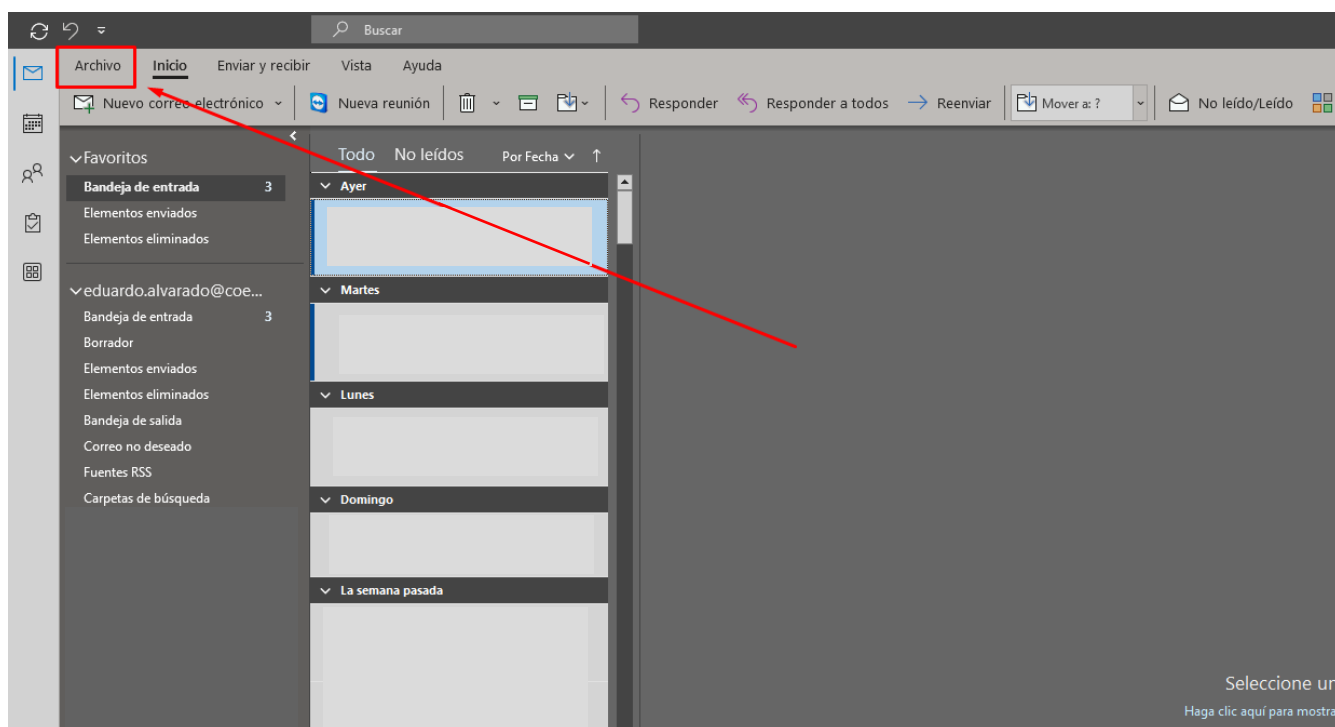 Buscar
Archivo Inicio Enviar y recibir Vista Ayuda
Nuevo correo electrónico Nueva reunión Responder Responder a todos Reenviar Mover a: ? No leído/Leído
Favoritos
Todo No leídos Por Fecha
Bandeja de entrada 3
Ayer
Elementos enviados
Elementos eliminados
eduardo.alvarado@coe...
Martes
Bandeja de entrada 3
Borrador
Elementos enviados
Elementos eliminados
Lunes
Bandeja de salida
Correo no deseado
Fuentes RSS
Carpetas de búsqueda
Domingo
La semana pasada
Seleccione un
Haga clic aquí para mostra